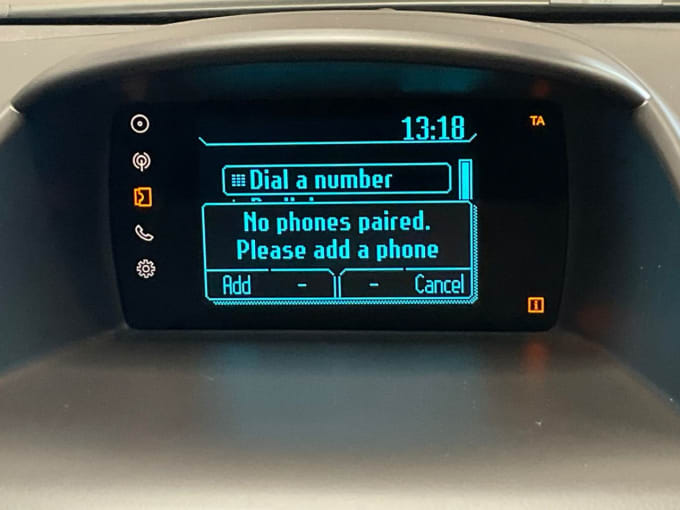 13:18
TA
Dial a number
No phones paired.
Please add a phone
Add - - Cancel
i